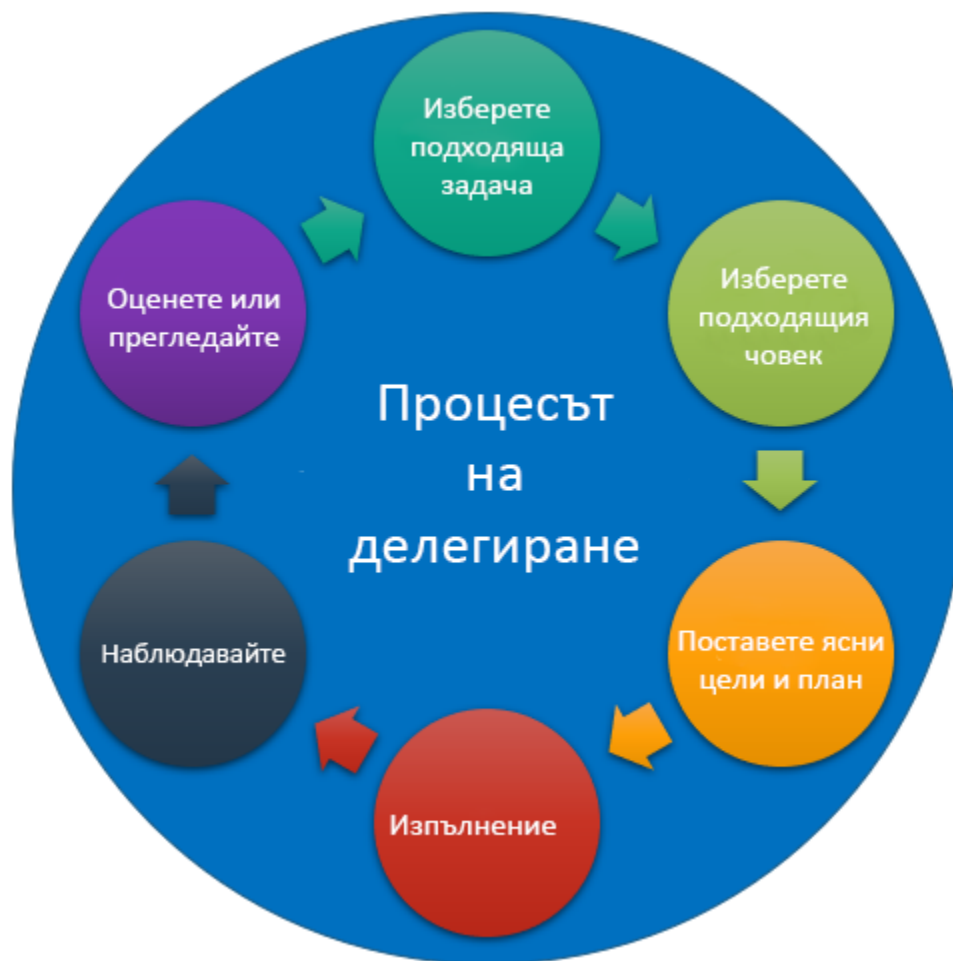 Изберете
подходяща
задача
Изберете
подходящия
човек
Поставете ясни
цели и план
Изпълнение
Наблюдавайте
Оценете или
прегледайте
Процесът
на
делегиране